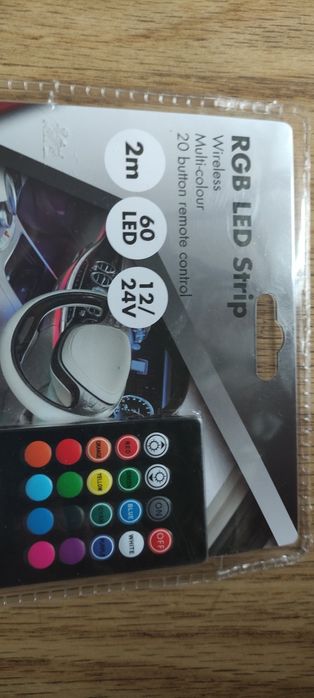 RGB LED Strip
Wireless
Multi-colour
20 button remote control
2m
60
LED
12/
24V
ON
OFF
RED
BLUE
WHITE
ORANGE
YELLOW